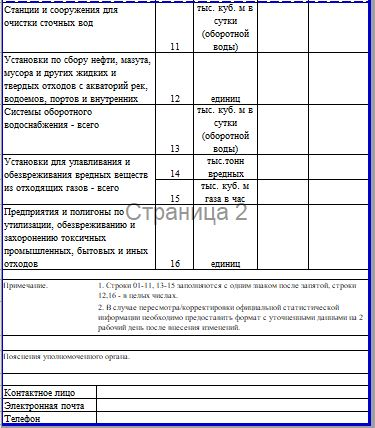 Станции и сооружения для
очистки сточных вод
11
тыс. куб. м в
сутки
(оборотной
воды)
Установки по сбору нефти, мазута,
мусора и других жидких и
твердых отходов с акваторий рек,
водоемов, портов и внутренних
12
единиц
Системы оборотного
водоснабжения - всего
13
тыс. куб. м в
сутки
(оборотной
воды)
Установки для улавливания и
обезвреживания вредных веществ
из отходящих газов - всего
14
тыс.тонн
вредных
15
тыс. куб. м
газа в час
Предприятия и полигоны по
утилизации, обезвреживанию и
захоронению токсичных
промышленных, бытовых и иных
отходов
16
единиц
Страница 2
Примечание.
1. Строки 01-11, 13-15 заполняются с одним знаком после запятой, строки
12,16 - в целых числах.
2. В случае пересмотра/корректировки официальной статистической
информации необходимо предоставить формат с уточненными данными на 2
рабочий день после внесения изменений.
Пояснения уполномоченного органа.
Контактное лицо
Электронная почта
Телефон